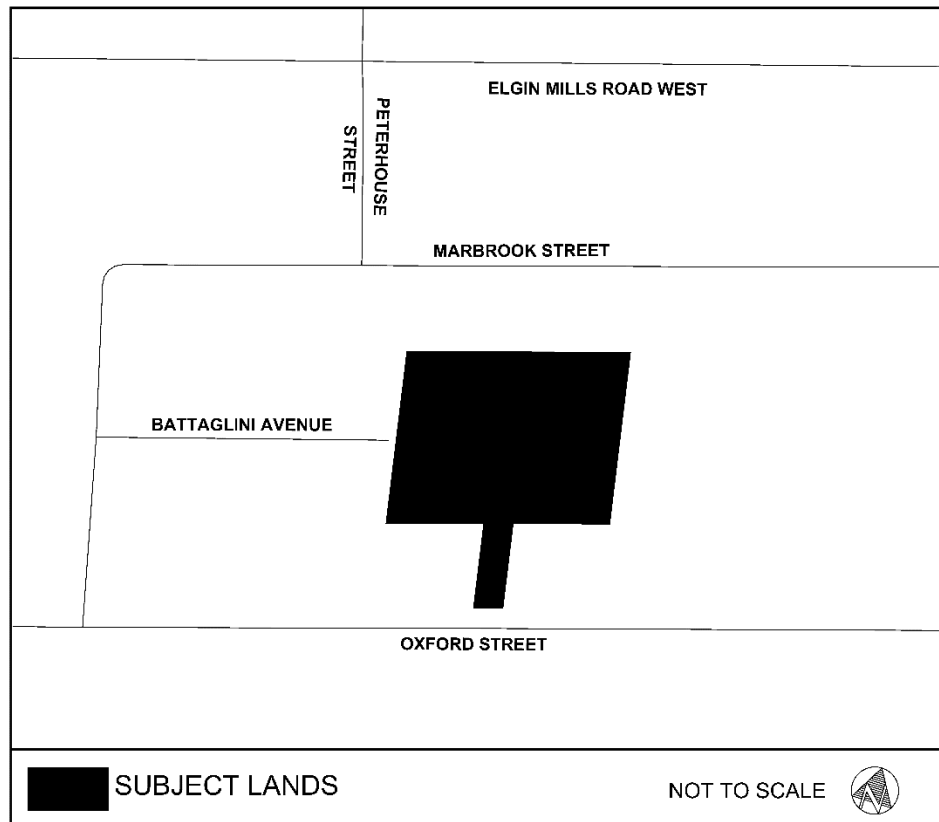 ELGIN MILLS ROAD WEST
PETERHOUSE
STREET
MARBROOK STREET
BATTAGLINI AVENUE
OXFORD STREET
SUBJECT LANDS
NOT TO SCALE